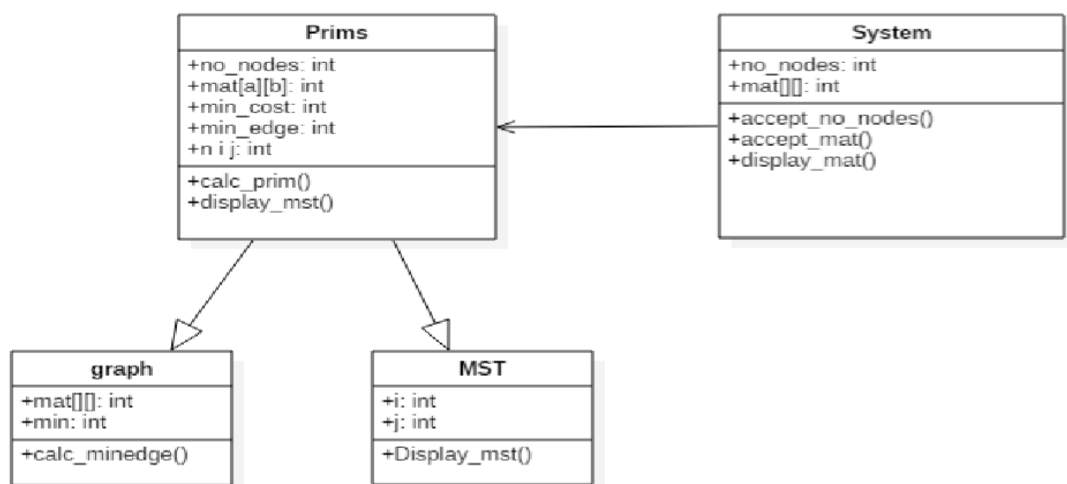 Prims
+no_nodes: int
+mat[a][b]: int
+min_cost: int
+min_edge: int
+n i j: int
+calc_prim()
+display_mst()
System
+no_nodes: int
+mat[][]: int
+accept_no_nodes()
+accept_mat()
+display_mat()
graph
+mat[][]: int
+min: int
+calc_minedge()
MST
+i: int
+j: int
+Display_mst()